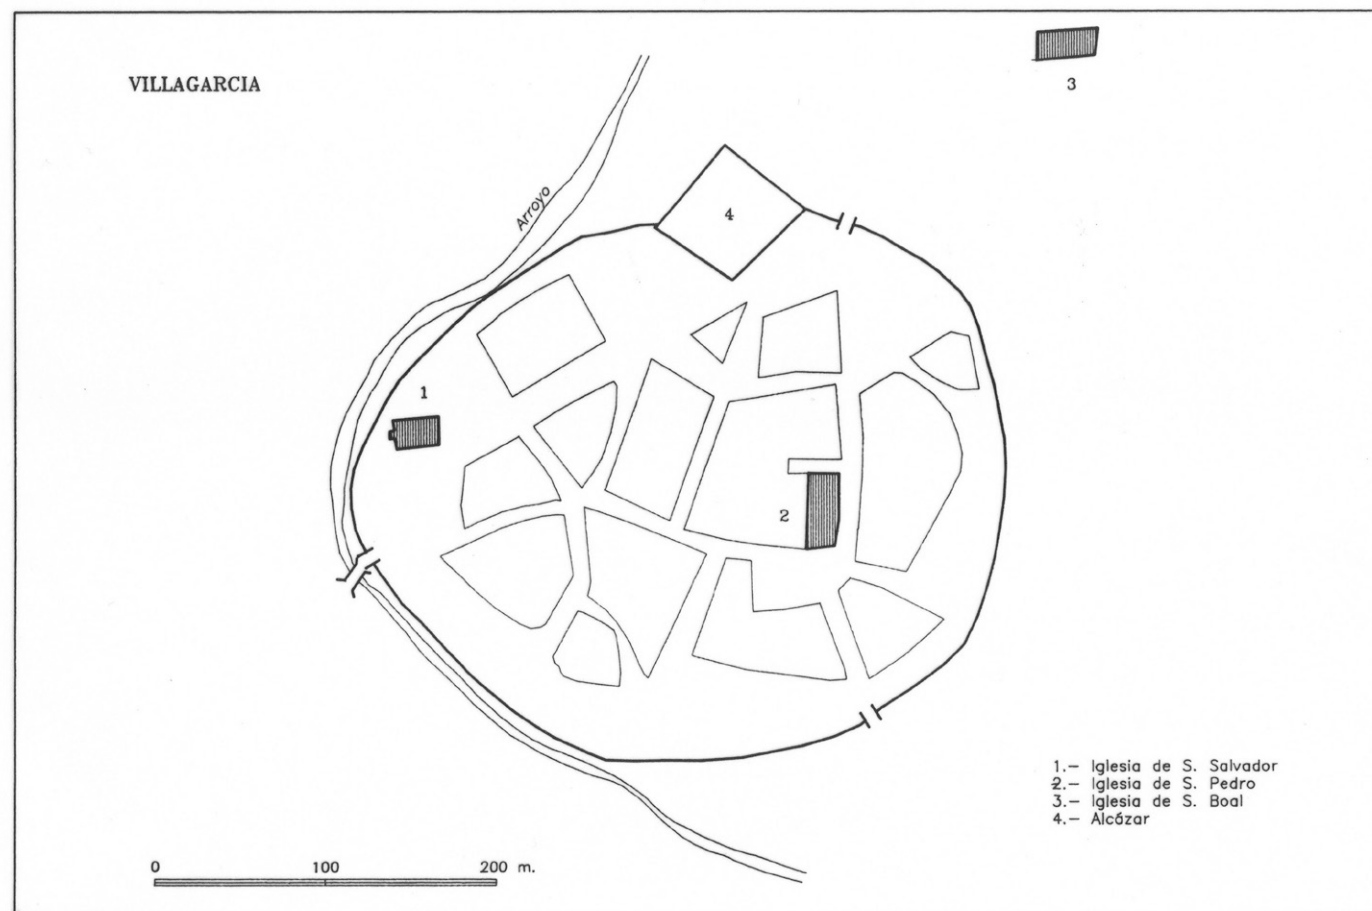 VILLAGARCIA
3
Arroyo
4
1
2
1.- Iglesia de S. Salvador
2.- Iglesia de S. Pedro
3.- Iglesia de S. Boal
4.- Alcázar
0 100 200 m.